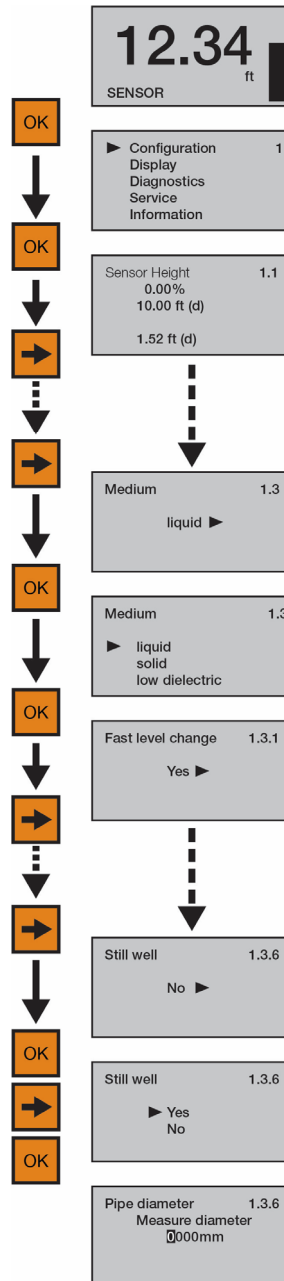 12.34
ft
SENSOR
OK
Configuration 1
Display
Diagnostics
Service
Information
OK
Sensor Height 1.1
0.00%
10.00 ft (d)
1.52 ft (d)
Medium 1.3
liquid
OK
Medium 1.3
liquid
solid
low dielectric
OK
Fast level change 1.3.1
Yes
Still well 1.3.6
No
OK
Still well 1.3.6
Yes
No
OK
Pipe diameter 1.3.6
Measure diameter
0000mm